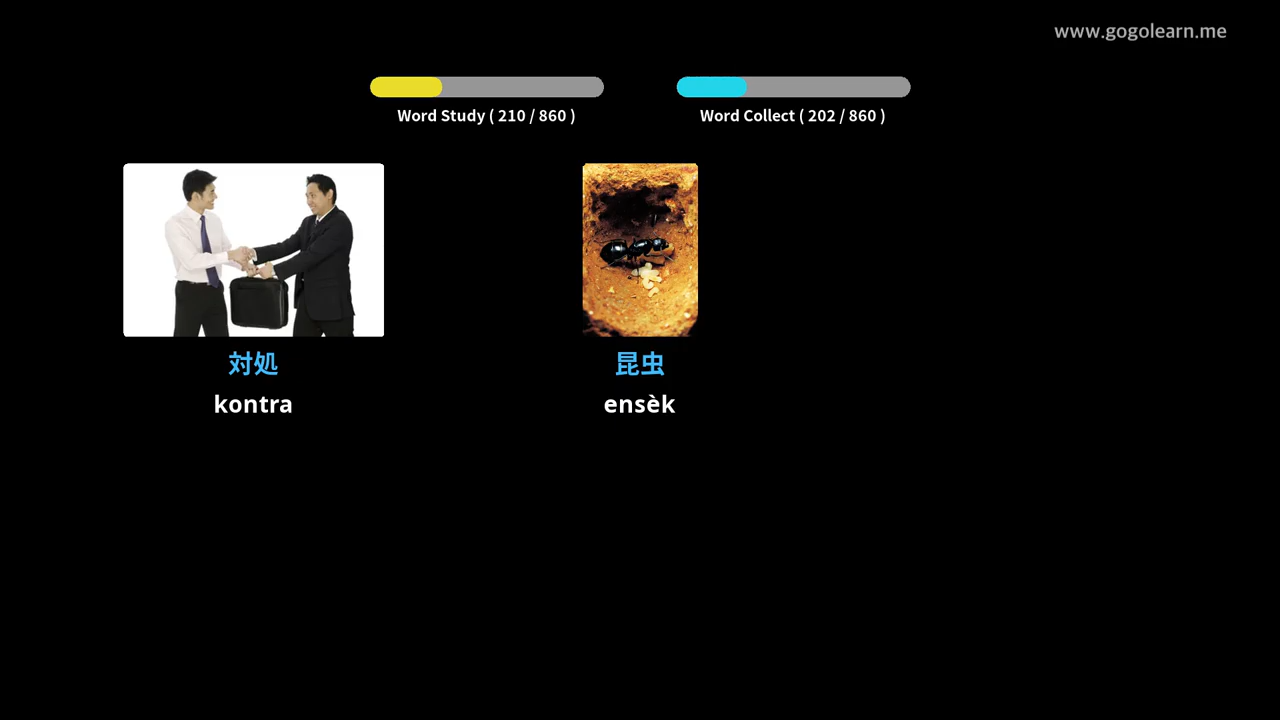 www.gogolearn.me
Word Study ( 210 / 860 )
Word Collect ( 202 / 860 )
対処
昆虫
kontra
ensèk